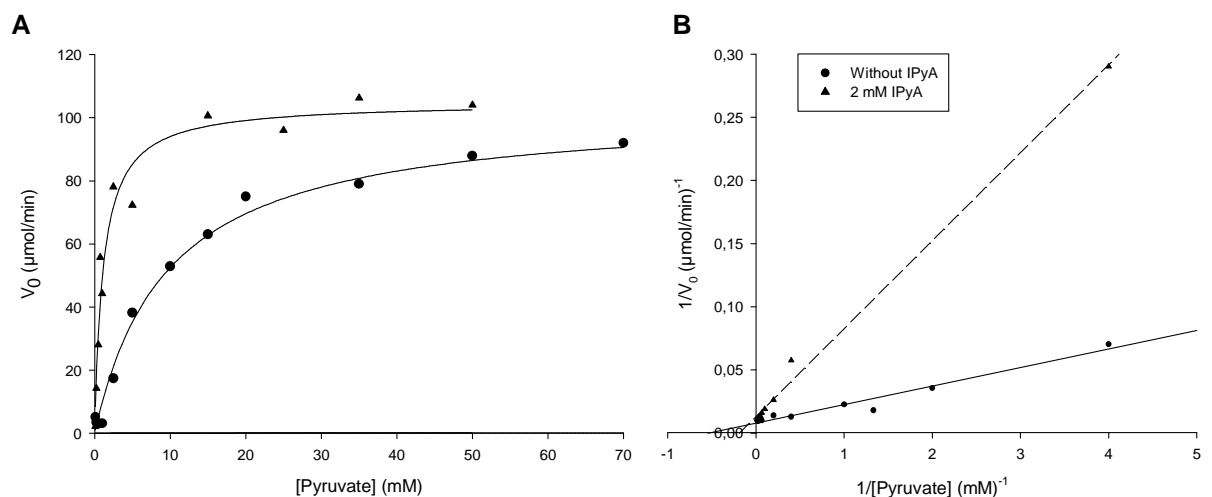 A
120
100
80
60
40
20
0
V0 (µmol/min)
0 10 20 30 40 50 60 70
[Pyruvate] (mM)
B
0,30
0,25
0,20
0,15
0,10
0,05
0,00
1/V0 (µmol/min)-1
Without IPyA
2 mM IPyA
-1 0 1 2 3 4 5
1/[Pyruvate] (mM)-1